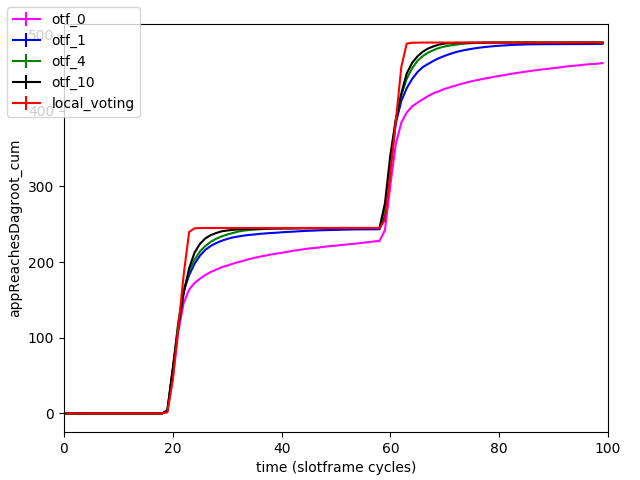 otf_0
otf_1
otf_4
otf_10
local_voting
500
400
300
200
100
0
appReachesDagroot_cum
0 20 40 60 80 100
time (slotframe cycles)